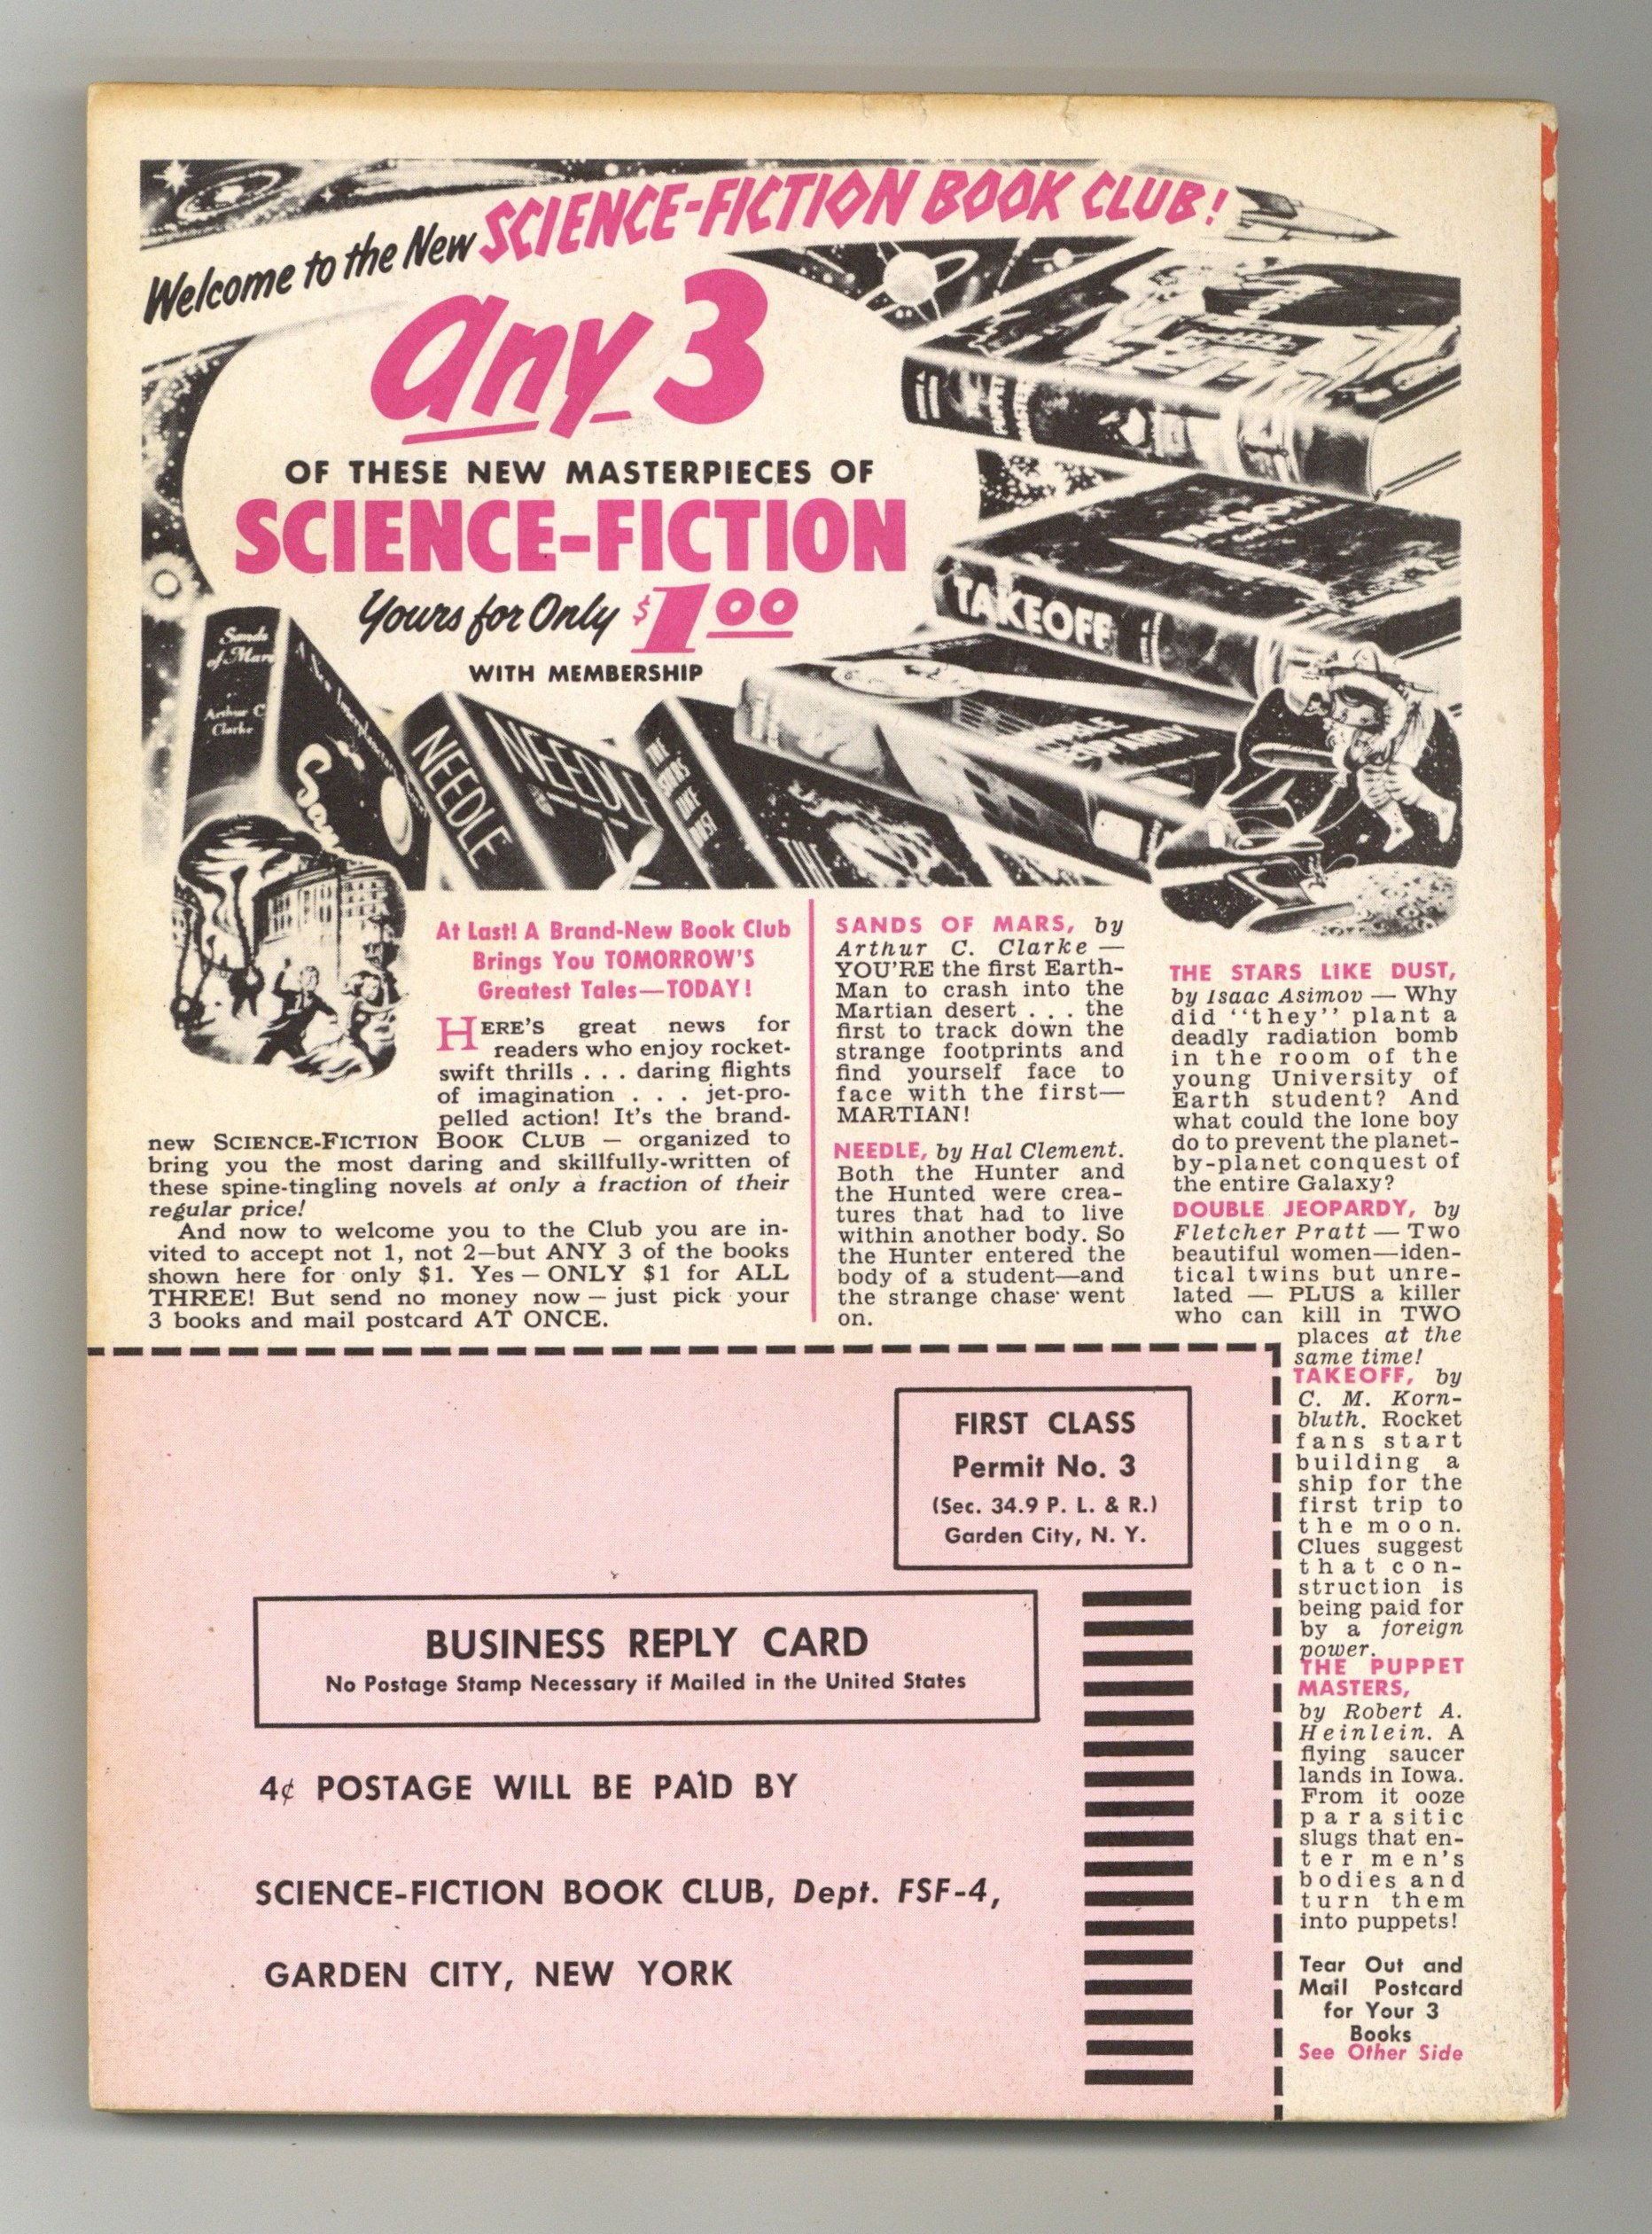 Welcome to the New SCIENCE-FICTION BOOK CLUB!
any 3
OF THESE NEW MASTERPIECES OF
SCIENCE-FICTION
Yours for Only $1 00
WITH MEMBERSHIP
TAKEOFF
Sands
of Mars
Arthur C
Clarke
NEEDLE
NEEDLE
THE
STARS
LIKE
DUST
THE
At Last! A Brand-New Book Club
Brings You TOMORROW'S
Greatest Tales—TODAY!
HERE'S great news for
readers who enjoy rocket-
swift thrills . . . daring flights
of imagination . . . jet-pro-
pelled action! It's the brand-
new SCIENCE-FICTION BOOK CLUB — organized to
bring you the most daring and skillfully-written of
these spine-tingling novels at only a fraction of their
regular price!
And now to welcome you to the Club you are in-
vited to accept not 1, not 2—but ANY 3 of the books
shown here for only $1. Yes — ONLY $1 for ALL
THREE! But send no money now — just pick your
3 books and mail postcard AT ONCE.
SANDS OF MARS, by
Arthur C. Clarke —
YOU'RE the first Earth-
Man to crash into the
Martian desert . . . the
first to track down the
strange footprints and
find yourself face to
face with the first—
MARTIAN!
NEEDLE, by Hal Clement.
Both the Hunter and
the Hunted were crea-
tures that had to live
within another body. So
the Hunter entered the
body of a student—and
the strange chase went
on.
THE STARS LIKE DUST,
by Isaac Asimov — Why
did ''they'' plant a
deadly radiation bomb
in the room of the
young University of
Earth student? And
what could the lone boy
do to prevent the planet-
by-planet conquest of
the entire Galaxy?
DOUBLE JEOPARDY, by
Fletcher Pratt — Two
beautiful women—iden-
tical twins but unre-
lated — PLUS a killer
who can kill in TWO
places at the
same time!
TAKEOFF, by
C. M. Korn-
bluth. Rocket
fans start
building a
ship for the
first trip to
the moon.
Clues suggest
that con-
struction is
being paid for
by a foreign
power.
THE PUPPET
MASTERS,
by Robert A.
Heinlein. A
flying saucer
lands in Iowa.
From it ooze
parasitic
slugs that en-
ter men's
bodies and
turn them
into puppets!
Tear Out and
Mail Postcard
for Your 3
Books
See Other Side
FIRST CLASS
Permit No. 3
(Sec. 34.9 P. L. & R.)
Garden City, N. Y.
BUSINESS REPLY CARD
No Postage Stamp Necessary if Mailed in the United States
4¢ POSTAGE WILL BE PAID BY
SCIENCE-FICTION BOOK CLUB, Dept. FSF-4,
GARDEN CITY, NEW YORK